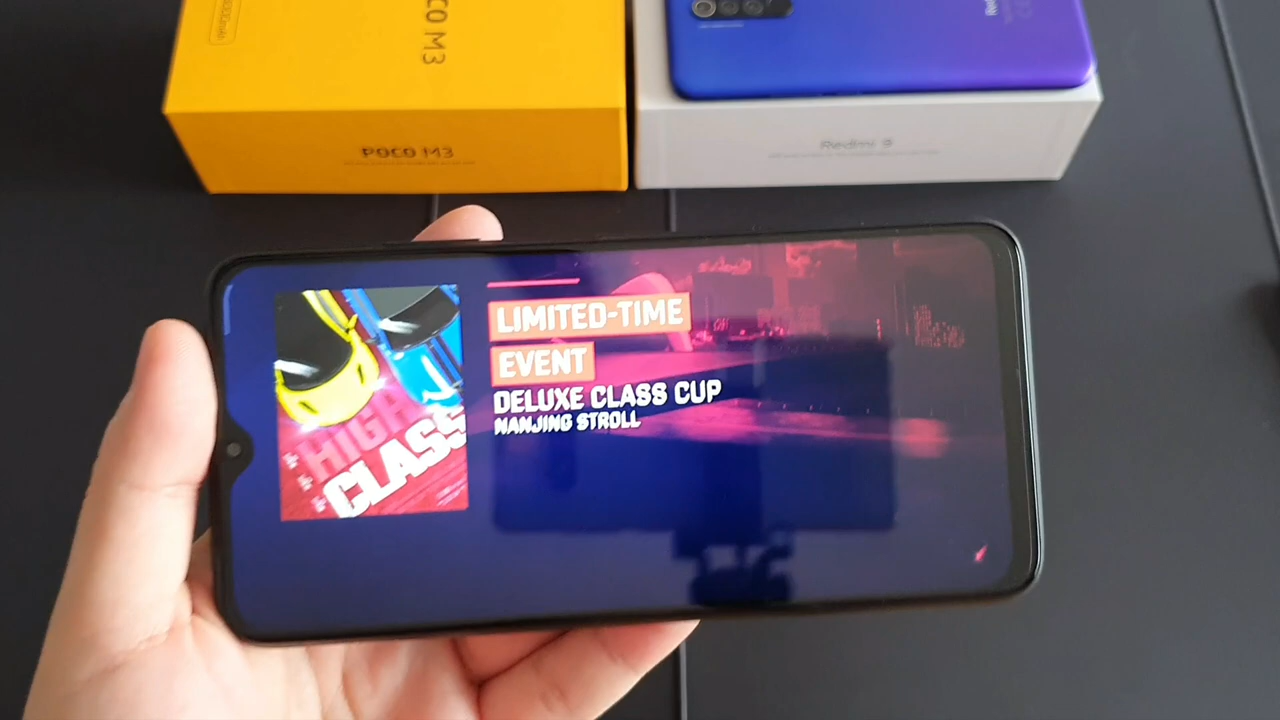 POCO M3
POCO M3
Redmi 9
LIMITED-TIME
EVENT
DELUXE CLASS CUP
NANJING STROLL
HIGH
CLASS